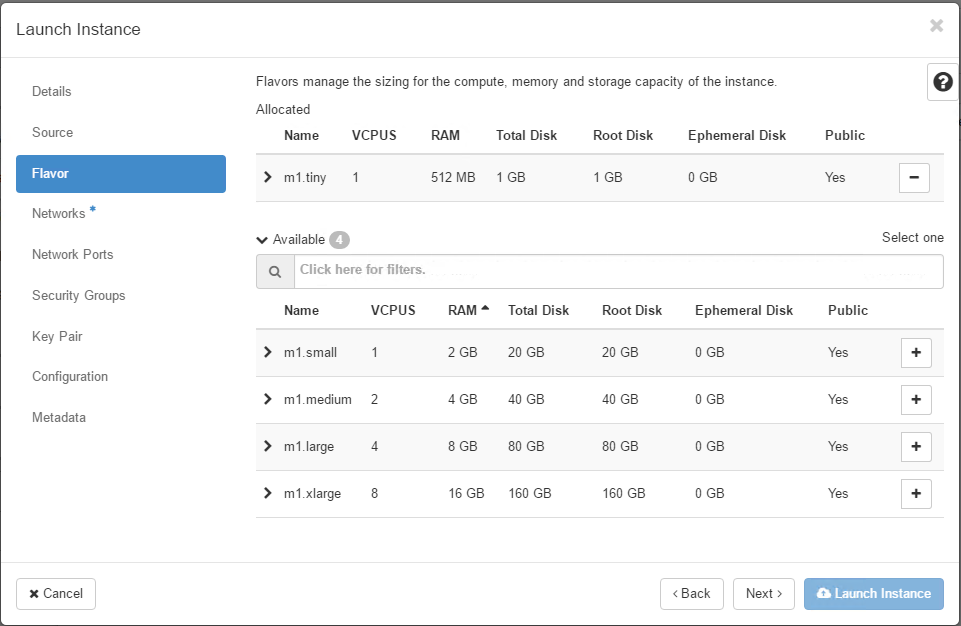 Launch Instance
Details
Source
Flavor
Networks *
Network Ports
Security Groups
Key Pair
Configuration
Metadata
Flavors manage the sizing for the compute, memory and storage capacity of the instance.
Allocated
Name VCPUS RAM Total Disk Root Disk Ephemeral Disk Public
m1.tiny 1 512 MB 1 GB 1 GB 0 GB Yes
Available 4 Select one
Click here for filters.
Name VCPUS RAM Total Disk Root Disk Ephemeral Disk Public
m1.small 1 2 GB 20 GB 20 GB 0 GB Yes
m1.medium 2 4 GB 40 GB 40 GB 0 GB Yes
m1.large 4 8 GB 80 GB 80 GB 0 GB Yes
m1.xlarge 8 16 GB 160 GB 160 GB 0 GB Yes
Cancel ‹ Back Next › Launch Instance